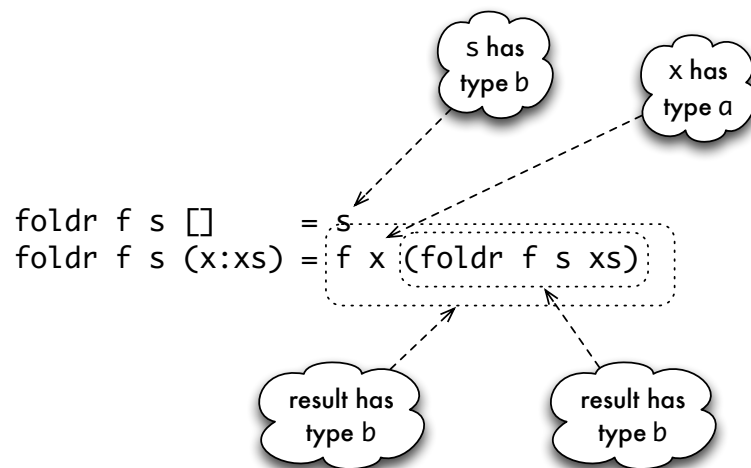 s has
type b
x has
type a
foldr f s []     = s
foldr f s (x:xs) = f x (foldr f s xs)
result has
type b
result has
type b